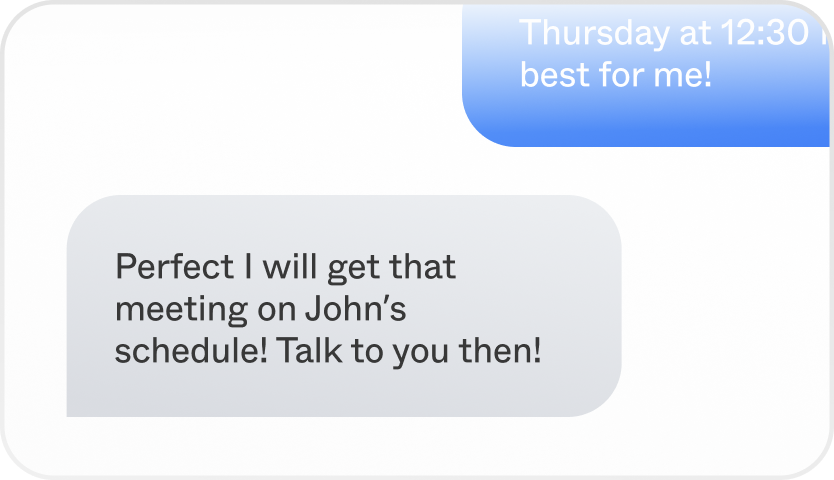 Thursday at 12:30
best for me!
Perfect I will get that
meeting on John's
schedule! Talk to you then!